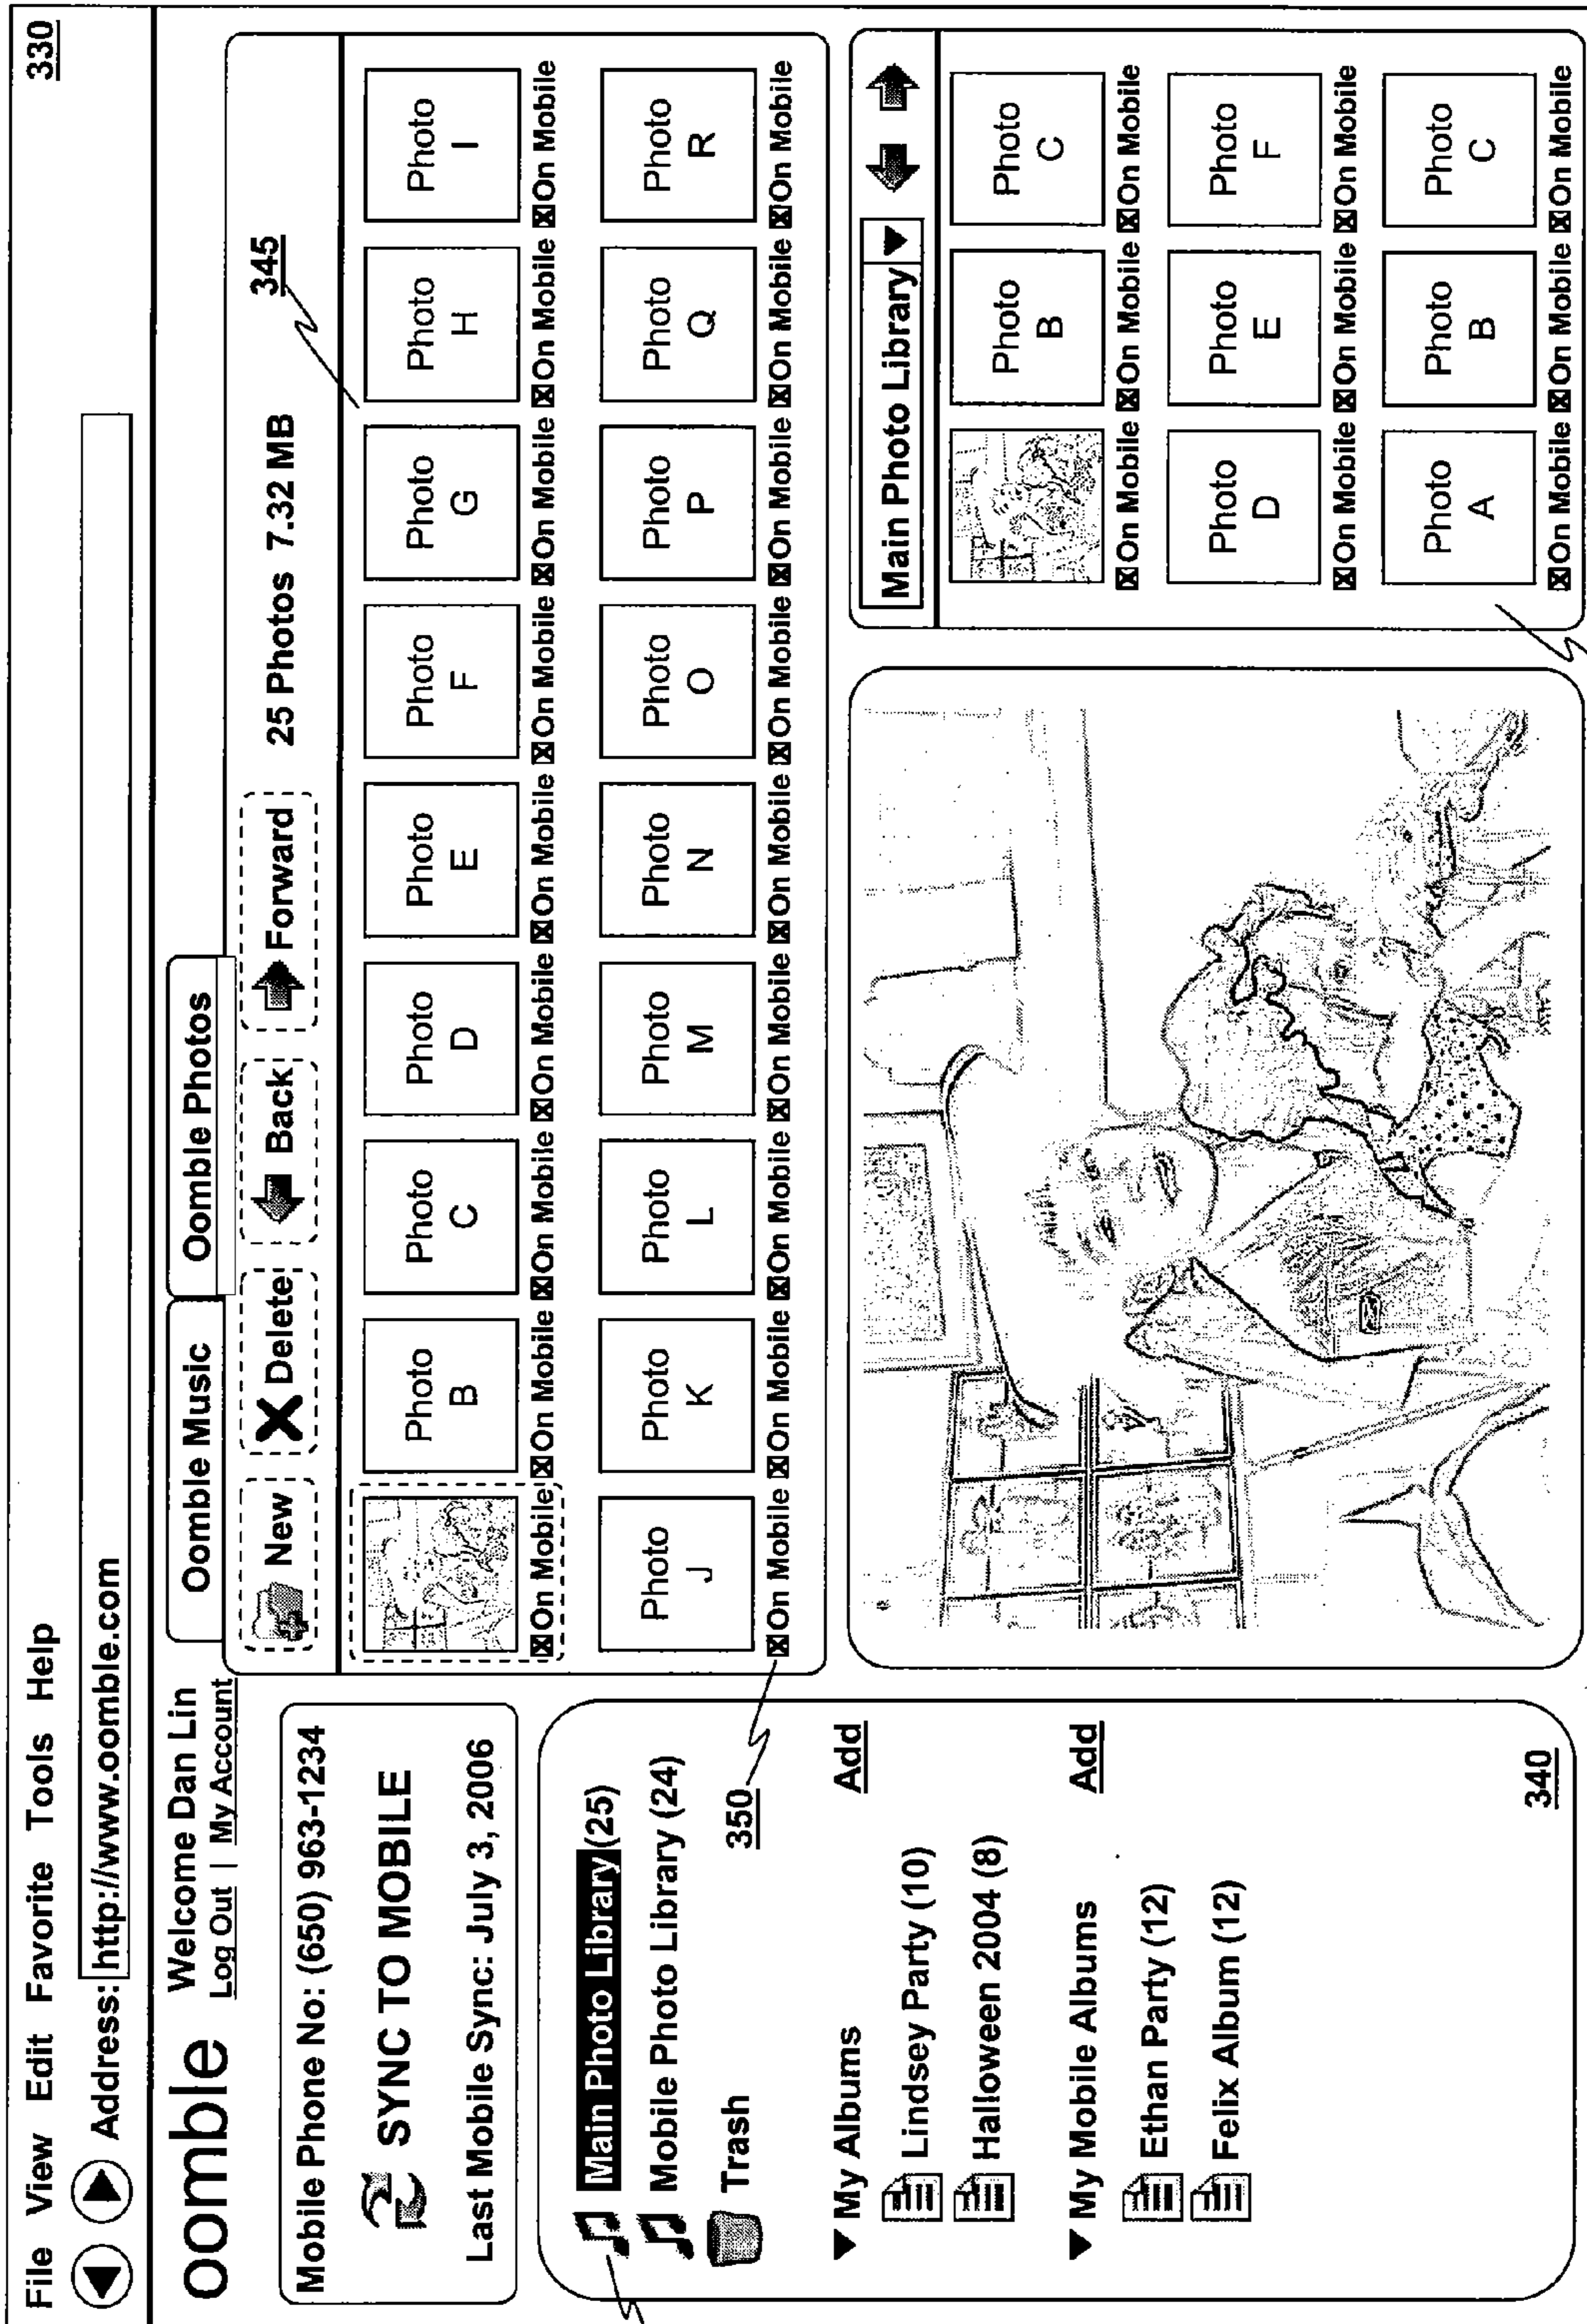 File View Edit Favorite Tools Help
330
Address: http://www.oomble.com
oomble
Welcome Dan Lin
Log Out | My Account
Oomble Music
Oomble Photos
Mobile Phone No: (650) 963-1234
SYNC TO MOBILE
Last Mobile Sync: July 3, 2006
New
Delete
Back
Forward
25 Photos 7.32 MB
345
Photo B
Photo C
Photo D
Photo E
Photo F
Photo G
Photo H
Photo I
On Mobile On Mobile On Mobile On Mobile On Mobile On Mobile On Mobile On Mobile On Mobile
Photo J
Photo K
Photo L
Photo M
Photo N
Photo O
Photo P
Photo Q
Photo R
On Mobile On Mobile On Mobile On Mobile On Mobile On Mobile On Mobile On Mobile On Mobile
Main Photo Library (25)
Mobile Photo Library (24)
Trash
350
My Albums Add
Lindsey Party (10)
Halloween 2004 (8)
My Mobile Albums Add
Ethan Party (12)
Felix Album (12)
340
Main Photo Library
Photo B
Photo C
On Mobile On Mobile On Mobile
Photo D
Photo E
Photo F
On Mobile On Mobile On Mobile
Photo A
Photo B
Photo C
On Mobile On Mobile On Mobile